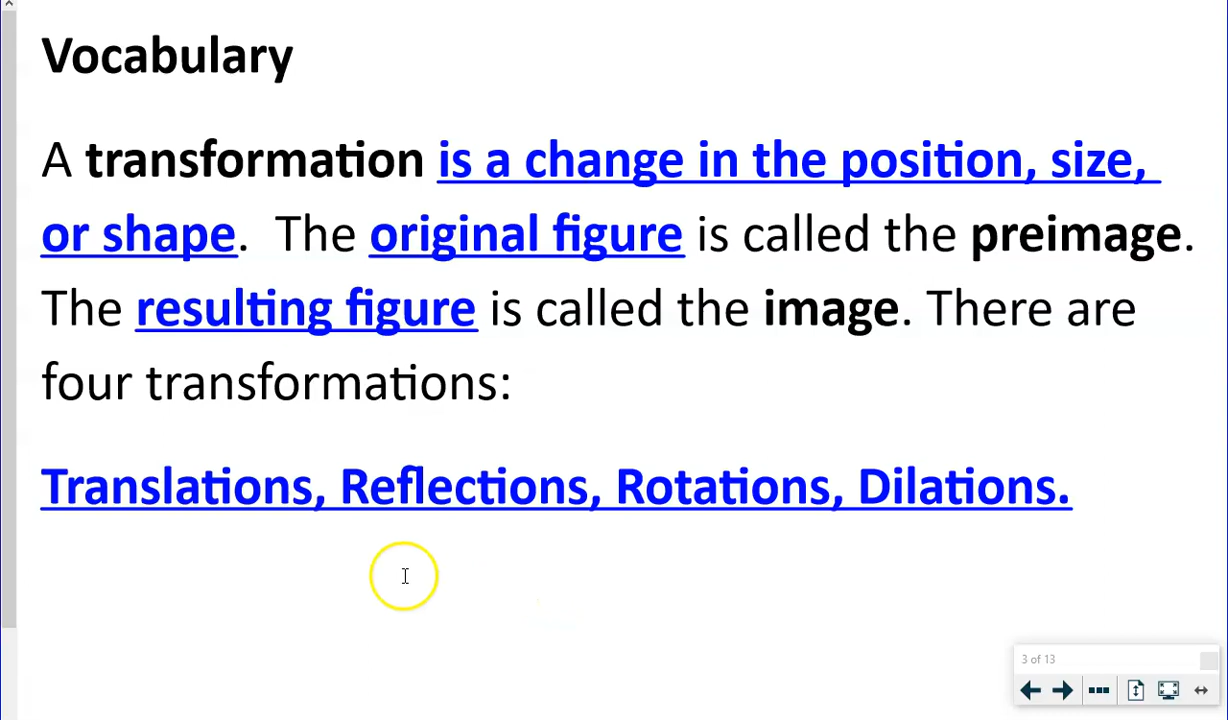 Vocabulary
A transformation is a change in the position, size,
or shape. The original figure is called the preimage.
The resulting figure is called the image. There are
four transformations:
Translations, Reflections, Rotations, Dilations.
3 of 13